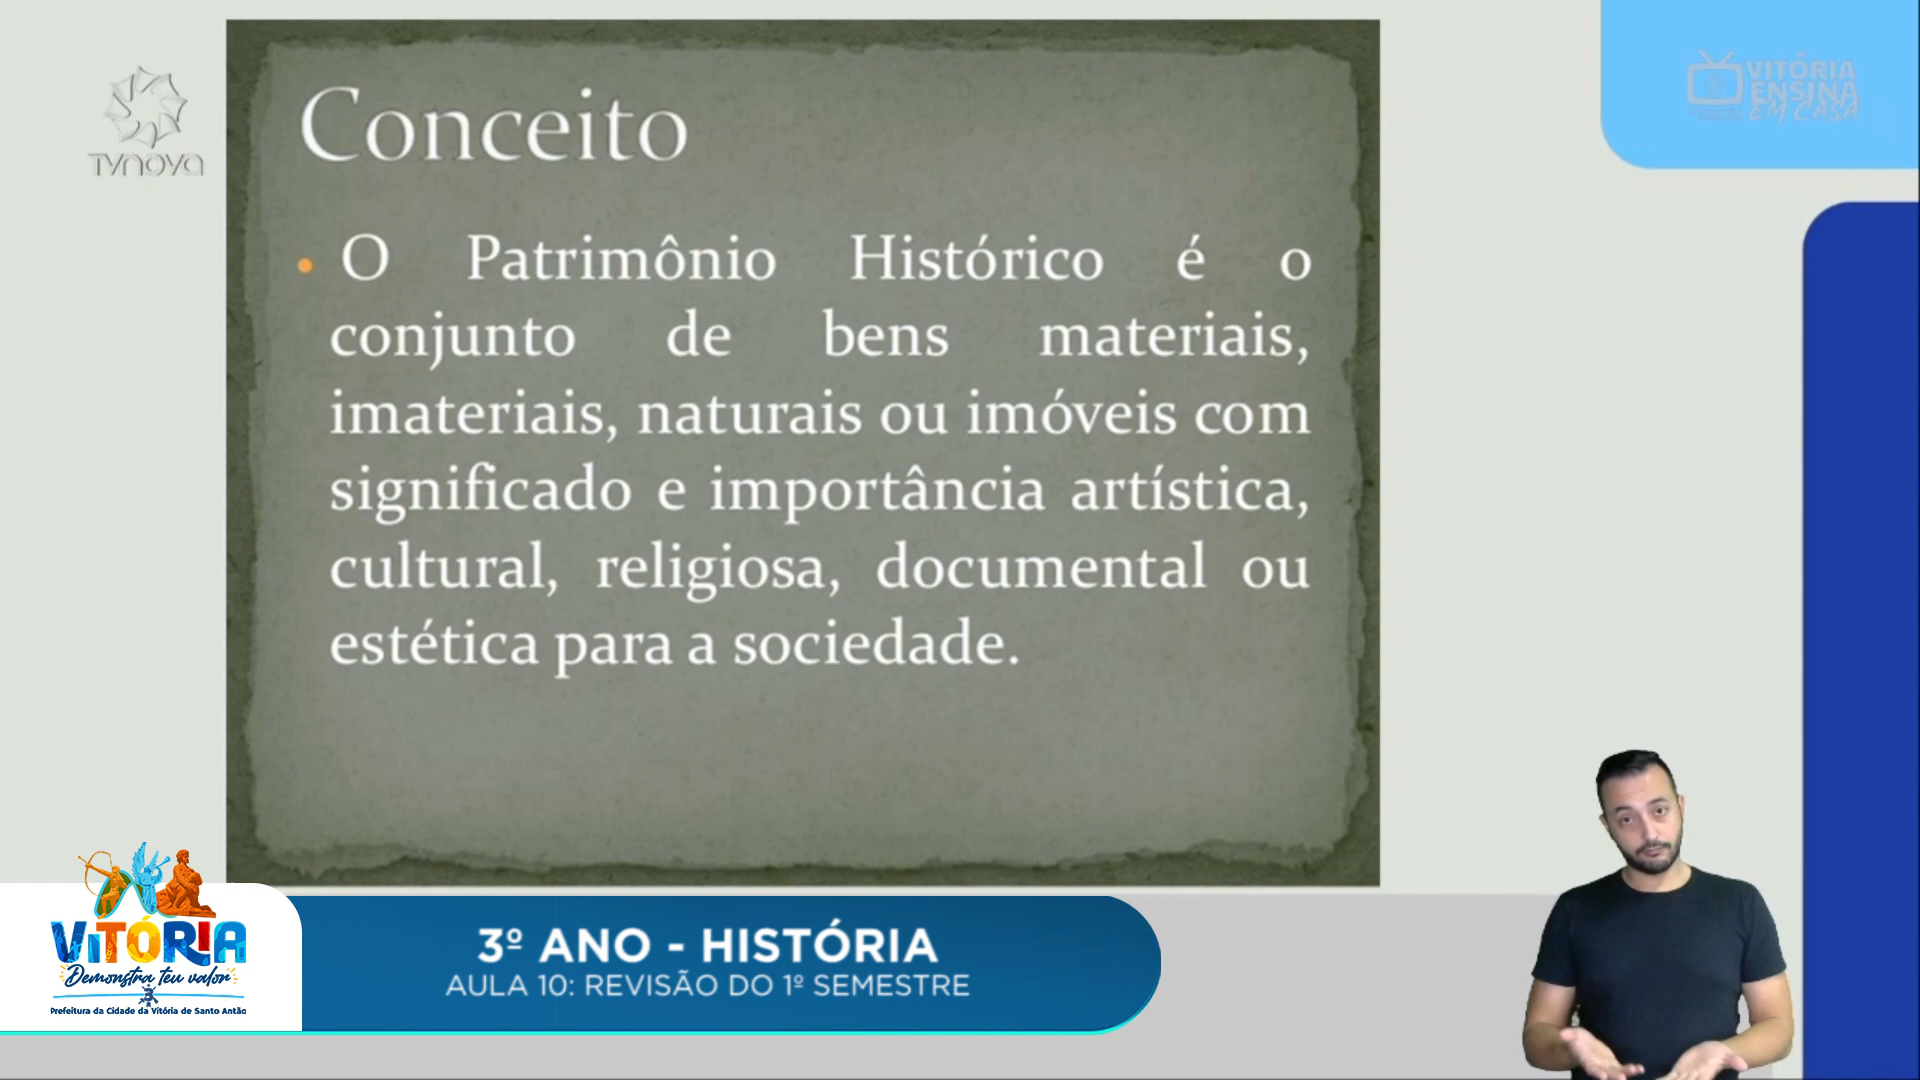 Conceito
• O Patrimônio Histórico é o
conjunto de bens materiais,
imateriais, naturais ou imóveis com
significado e importância artística,
cultural, religiosa, documental ou
estética para a sociedade.
TVNOVA
VITÓRIA
ENSINA
EM CASA
VITÓRIA
Demonstra teu valor
Prefeitura da Cidade da Vitória de Santo Antão
3º ANO - HISTÓRIA
AULA 10: REVISÃO DO 1º SEMESTRE